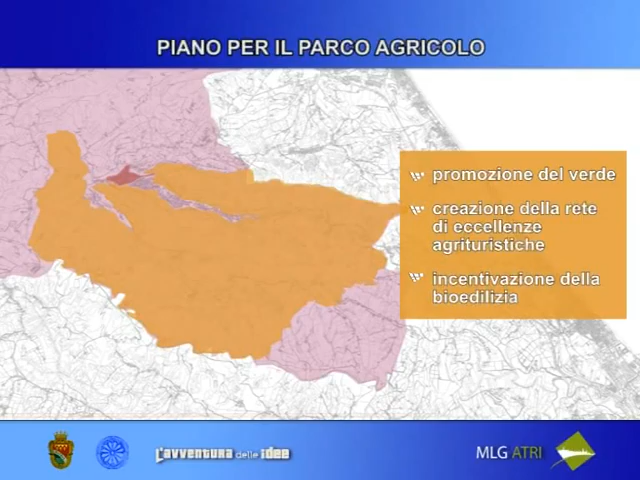 PIANO PER IL PARCO AGRICOLO
promozione del verde
creazione della rete
di eccellenze
agrituristiche
incentivazione della
bioedilizia
L'avventura delle idee
MLG ATRI